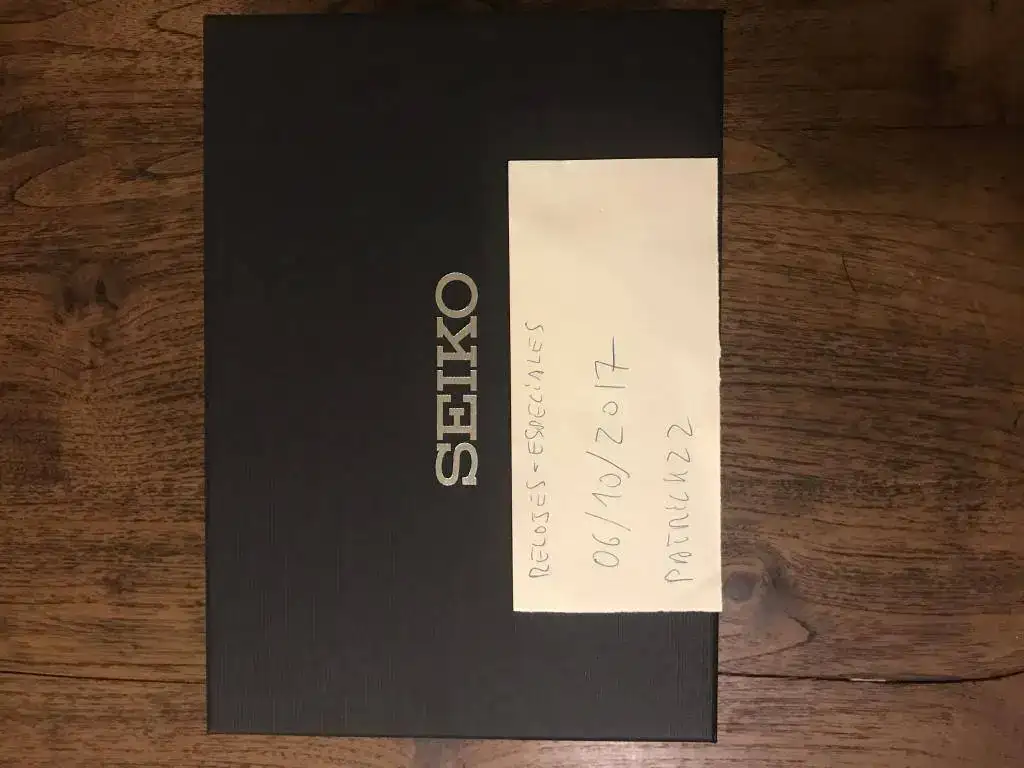 SEIKO
RELOJES-ESPECIALES
06/10/2017
PATRICK22